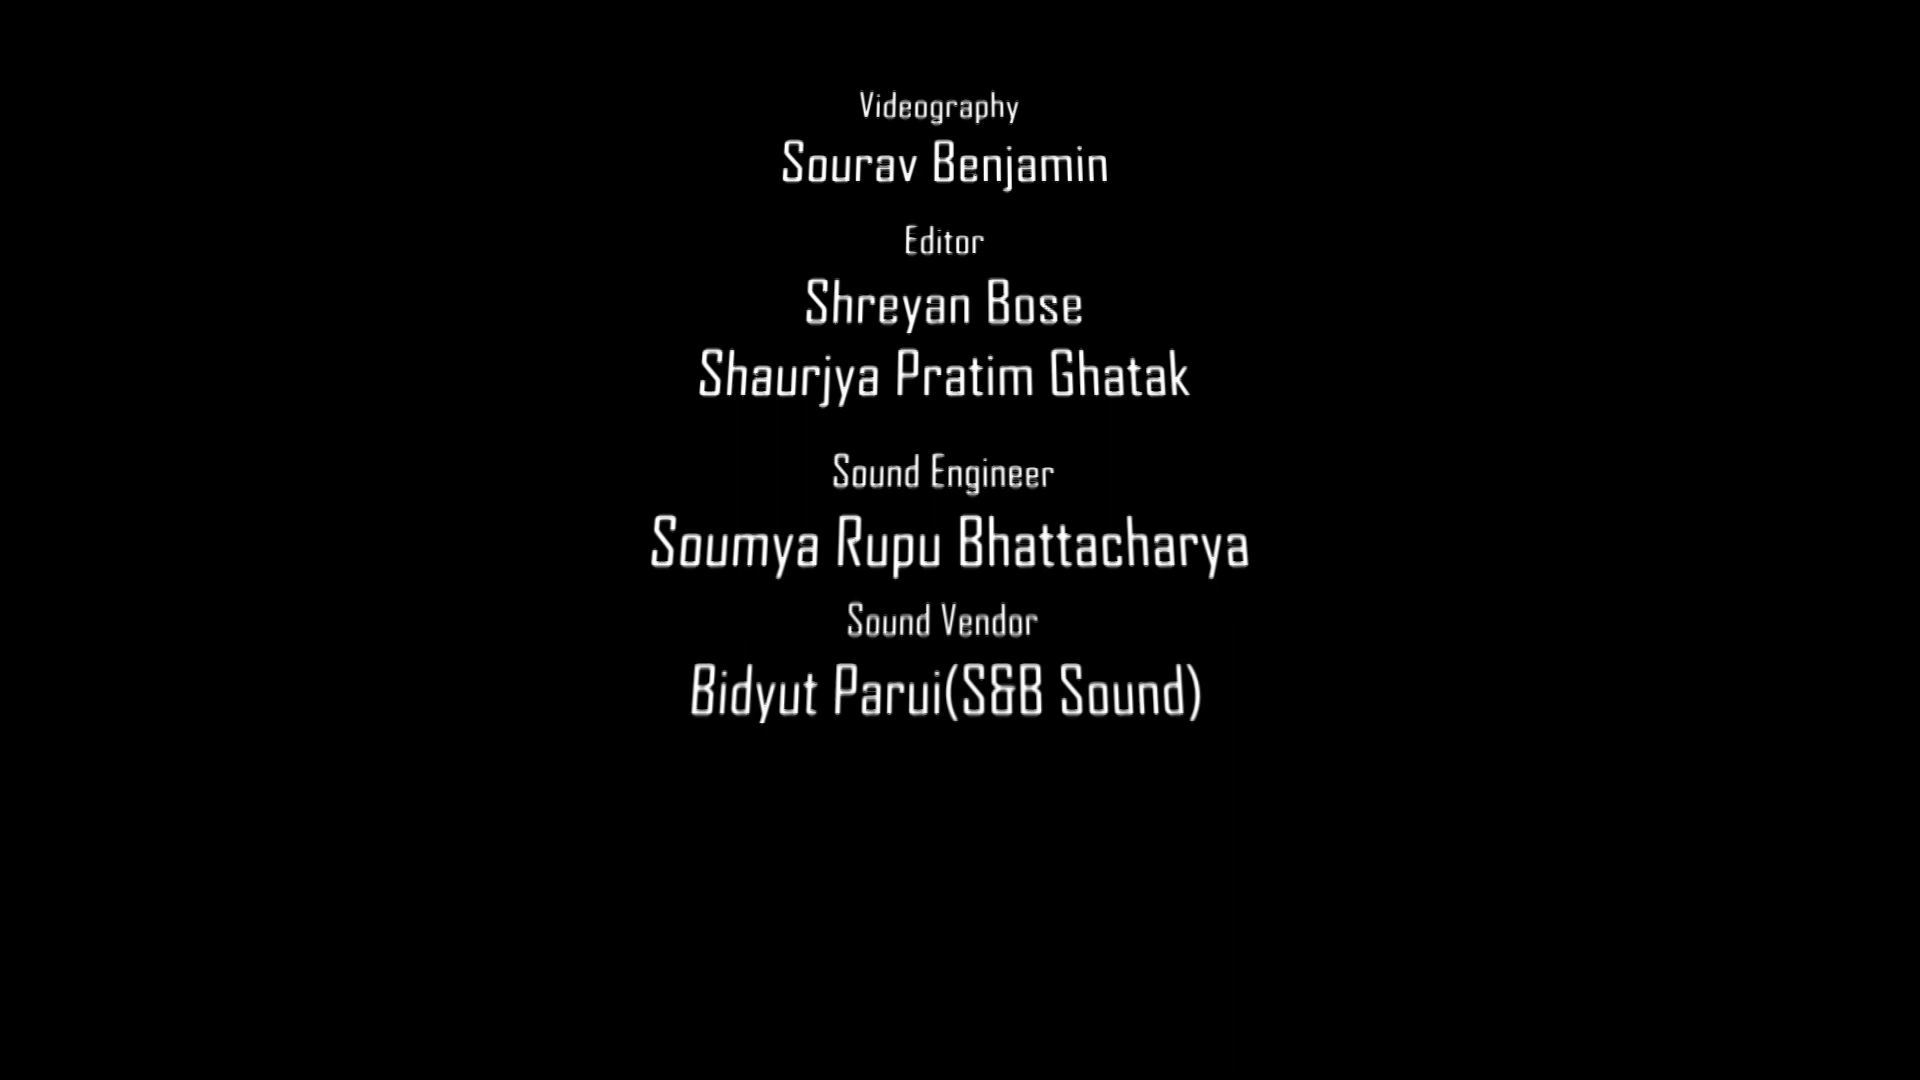 Videography
Sourav Benjamin
Editor
Shreyan Bose
Shaurjya Pratim Ghatak
Sound Engineer
Soumya Rupu Bhattacharya
Sound Vendor
Bidyut Parui(S&B Sound)